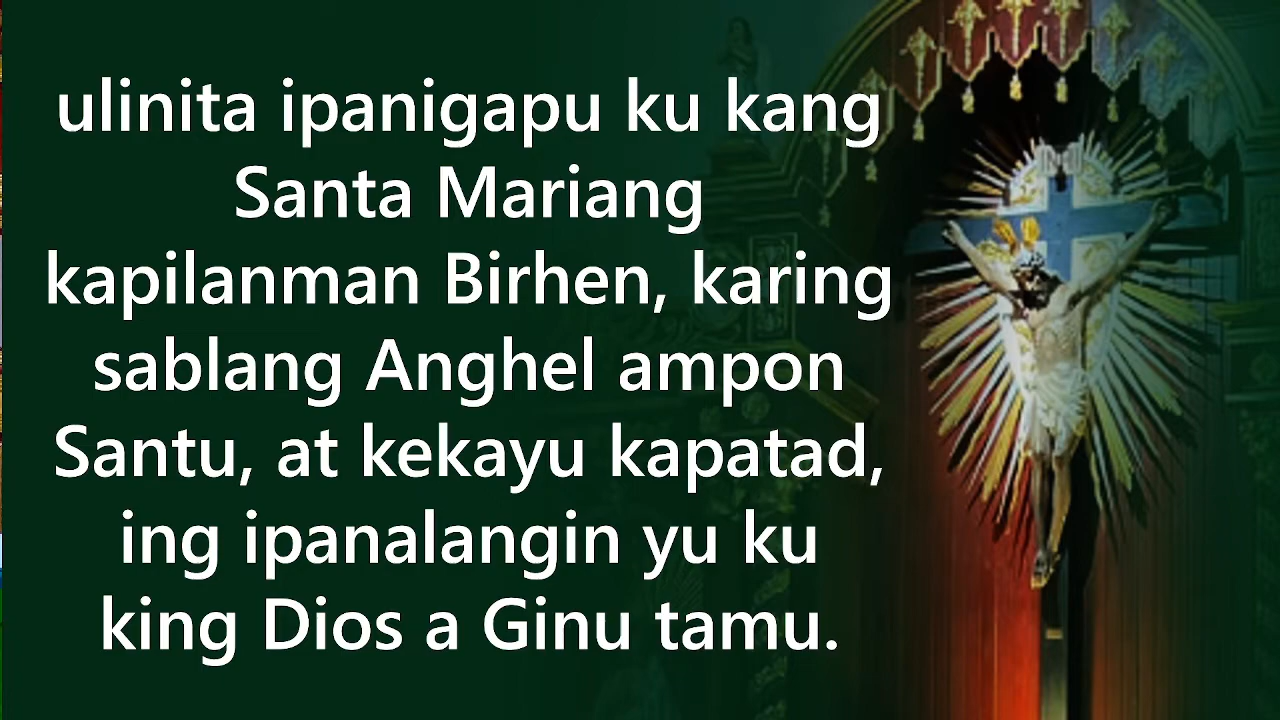 ulinita ipanigapu ku kang
Santa Mariang
kapilanman Birhen, karing
sablang Anghel ampon
Santu, at kekayu kapatad,
ing ipanalangin yu ku
king Dios a Ginu tamu.